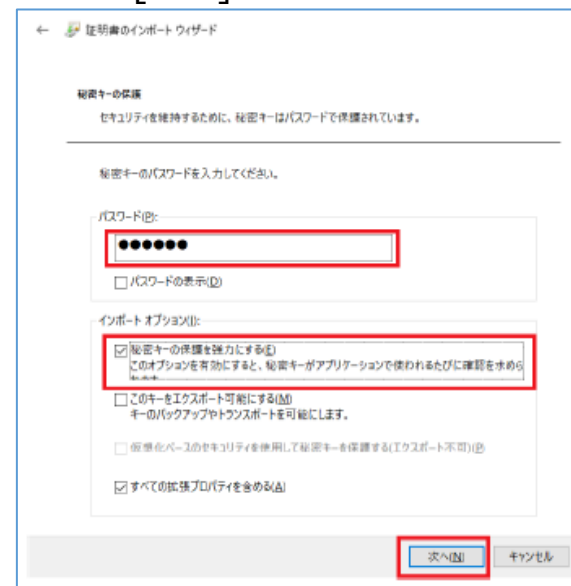 ← 証明書のインポート ウィザード
秘密キーの保護
セキュリティを維持するために、秘密キーはパスワードで保護されています。
秘密キーのパスワードを入力してください。
パスワード(P):
●●●●●●
パスワードの表示(D)
インポート オプション(I):
秘密キーの保護を強力にする(E)
このオプションを有効にすると、秘密キーがアプリケーションで使われるたびに確認を求めら
このキーをエクスポート可能にする(M)
キーのバックアップやトランスポートを可能にします。
仮想化ベースのセキュリティを使用して秘密キーを保護する(エクスポート不可)(P)
すべての拡張プロパティを含める(A)
次へ(N) キャンセル